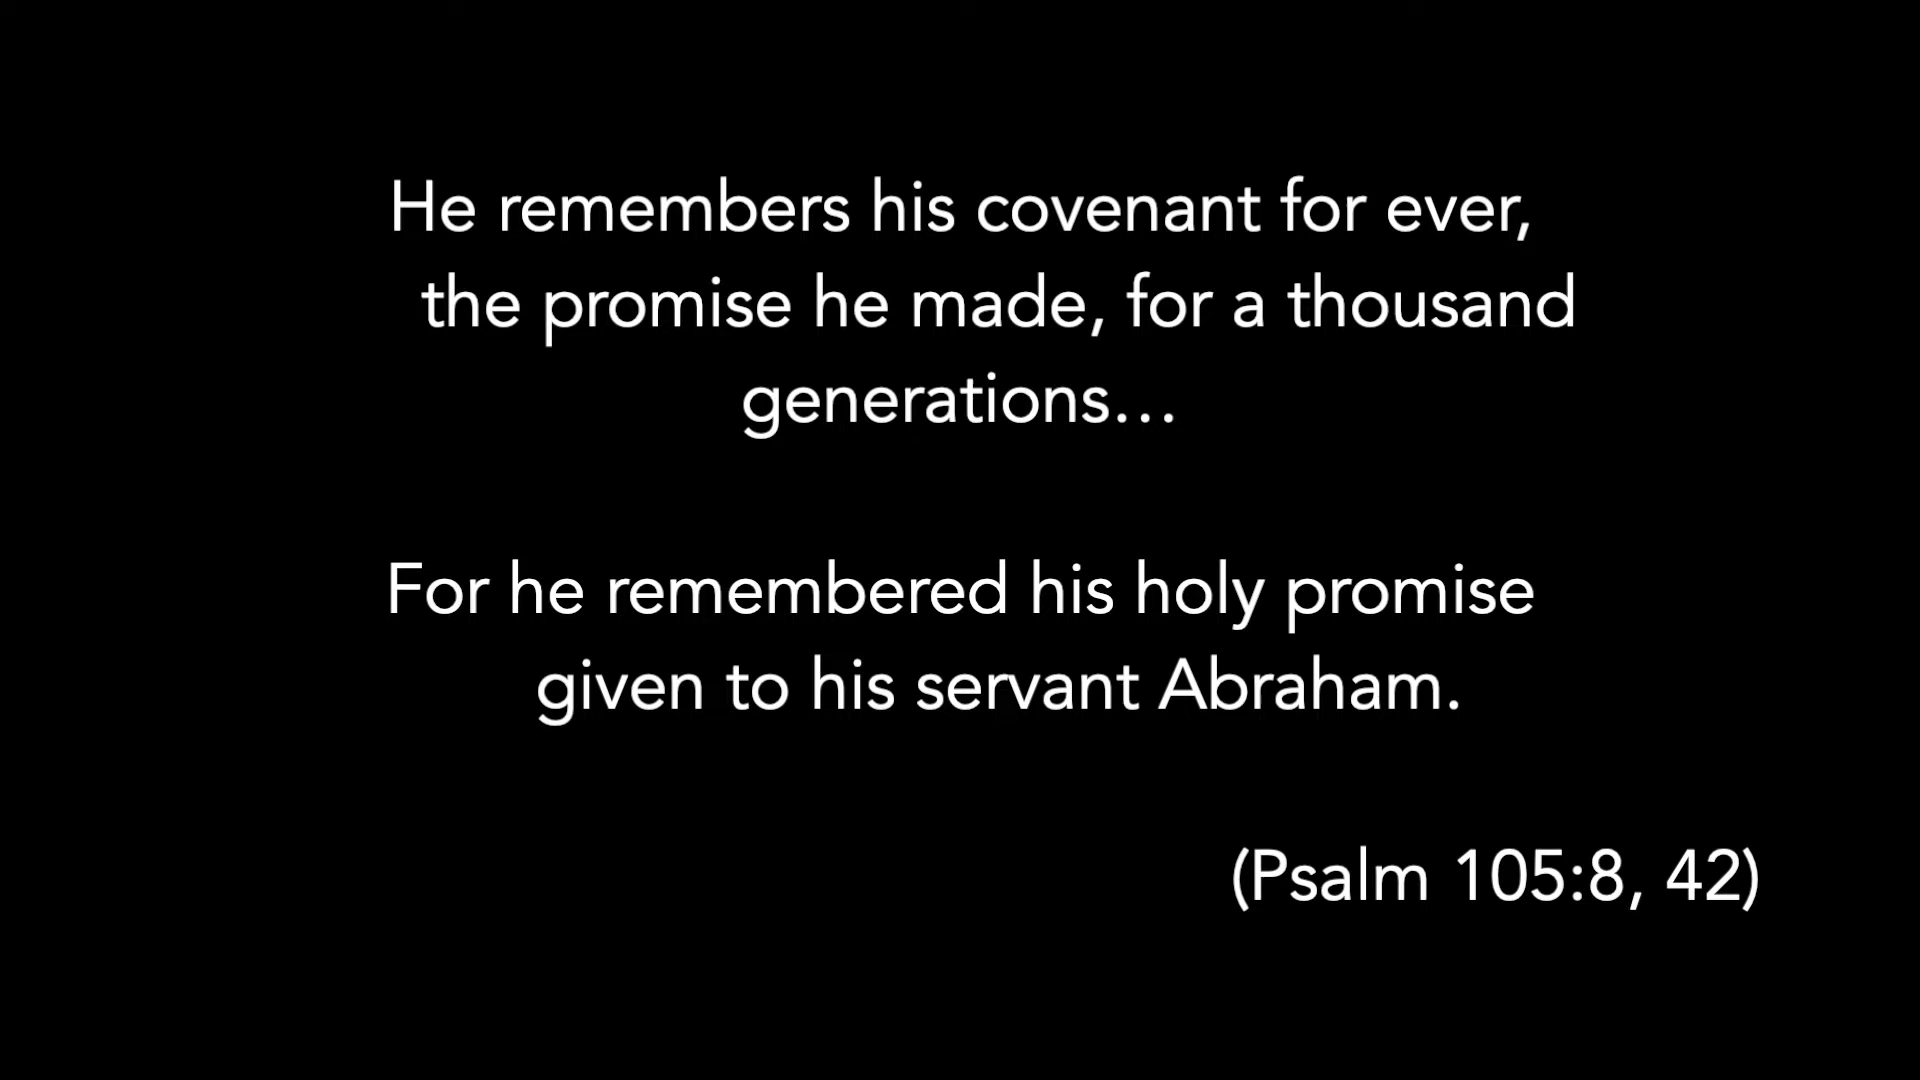 He remembers his covenant for ever,
the promise he made, for a thousand
generations…
For he remembered his holy promise
given to his servant Abraham.
(Psalm 105:8, 42)